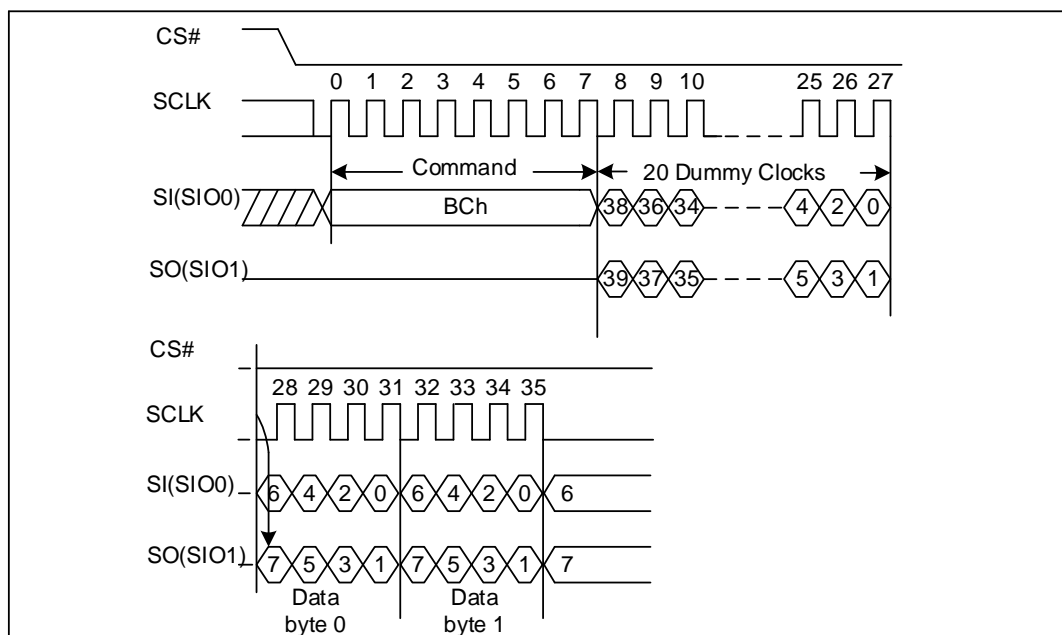 CS#
0 1 2 3 4 5 6 7 8 9 10 25 26 27
SCLK
Command 20 Dummy Clocks
SI(SIO0) BCh 38 36 34 4 2 0
SO(SIO1) 39 37 35 5 3 1
CS#
28 29 30 31 32 33 34 35
SCLK
SI(SIO0) 6 4 2 0 6 4 2 0 6
SO(SIO1) 7 5 3 1 7 5 3 1 7
Data Data
byte 0 byte 1